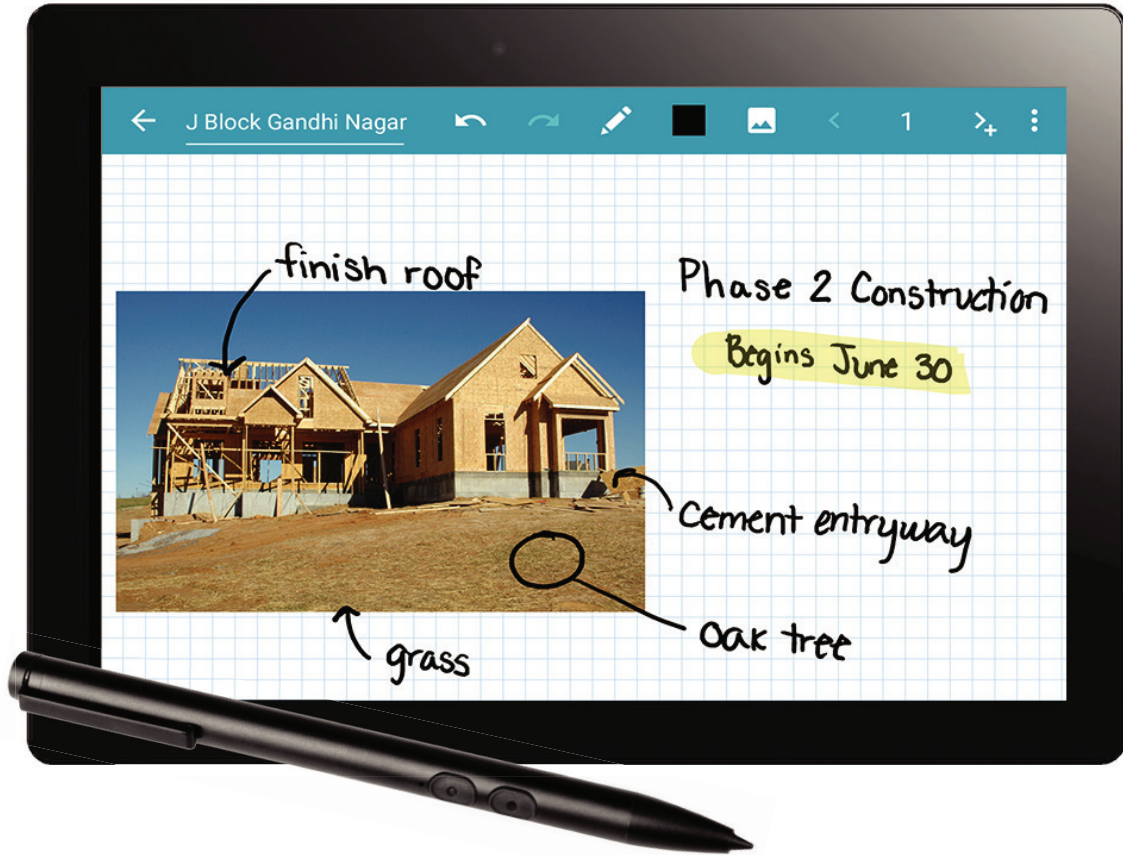 J Block Gandhi Nagar
1
finish roof
Phase 2 Construction
Begins June 30
Cement entryway
oak tree
grass